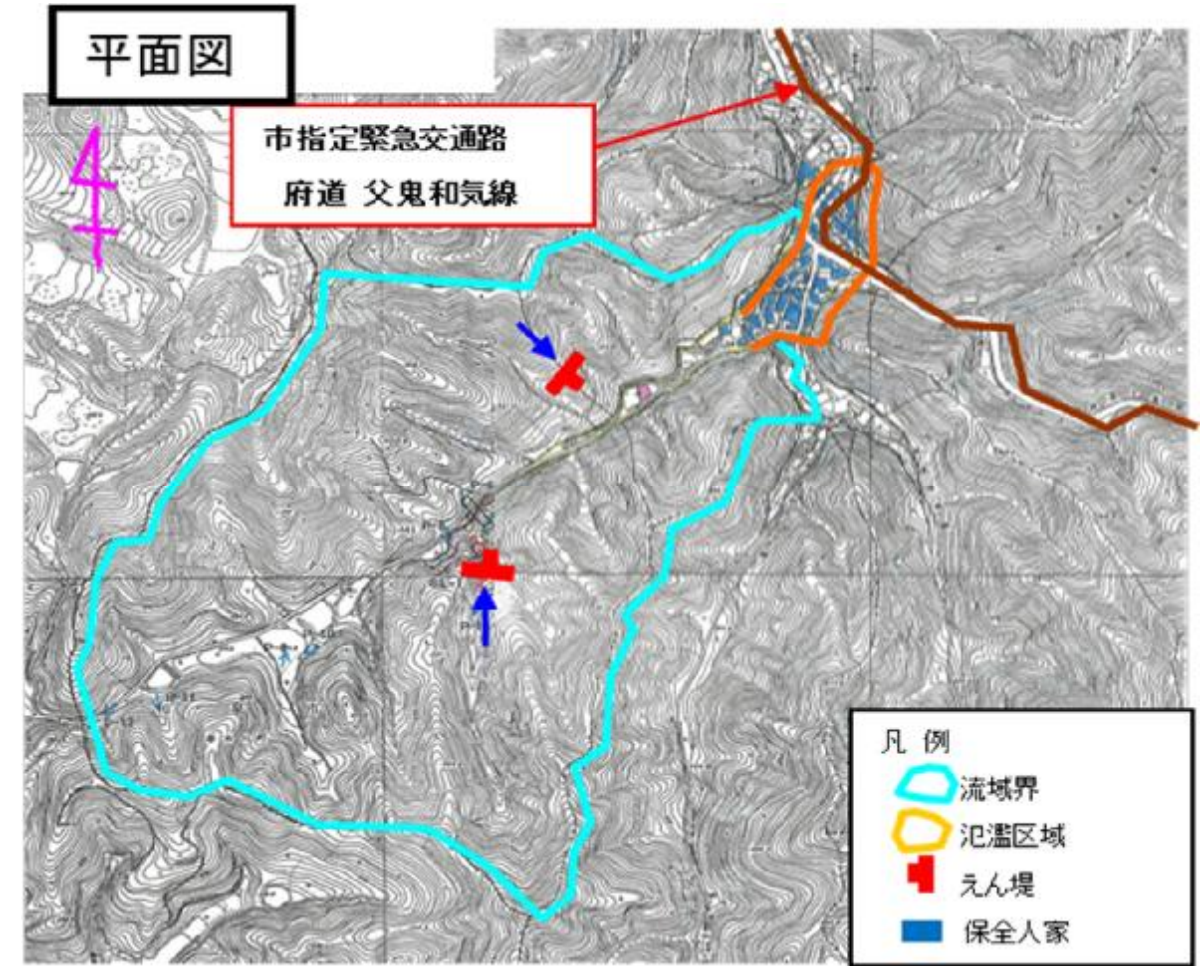 平面図
市指定緊急交通路
府道 父鬼和気線
凡 例
流域界
氾濫区域
えん堤
保全人家